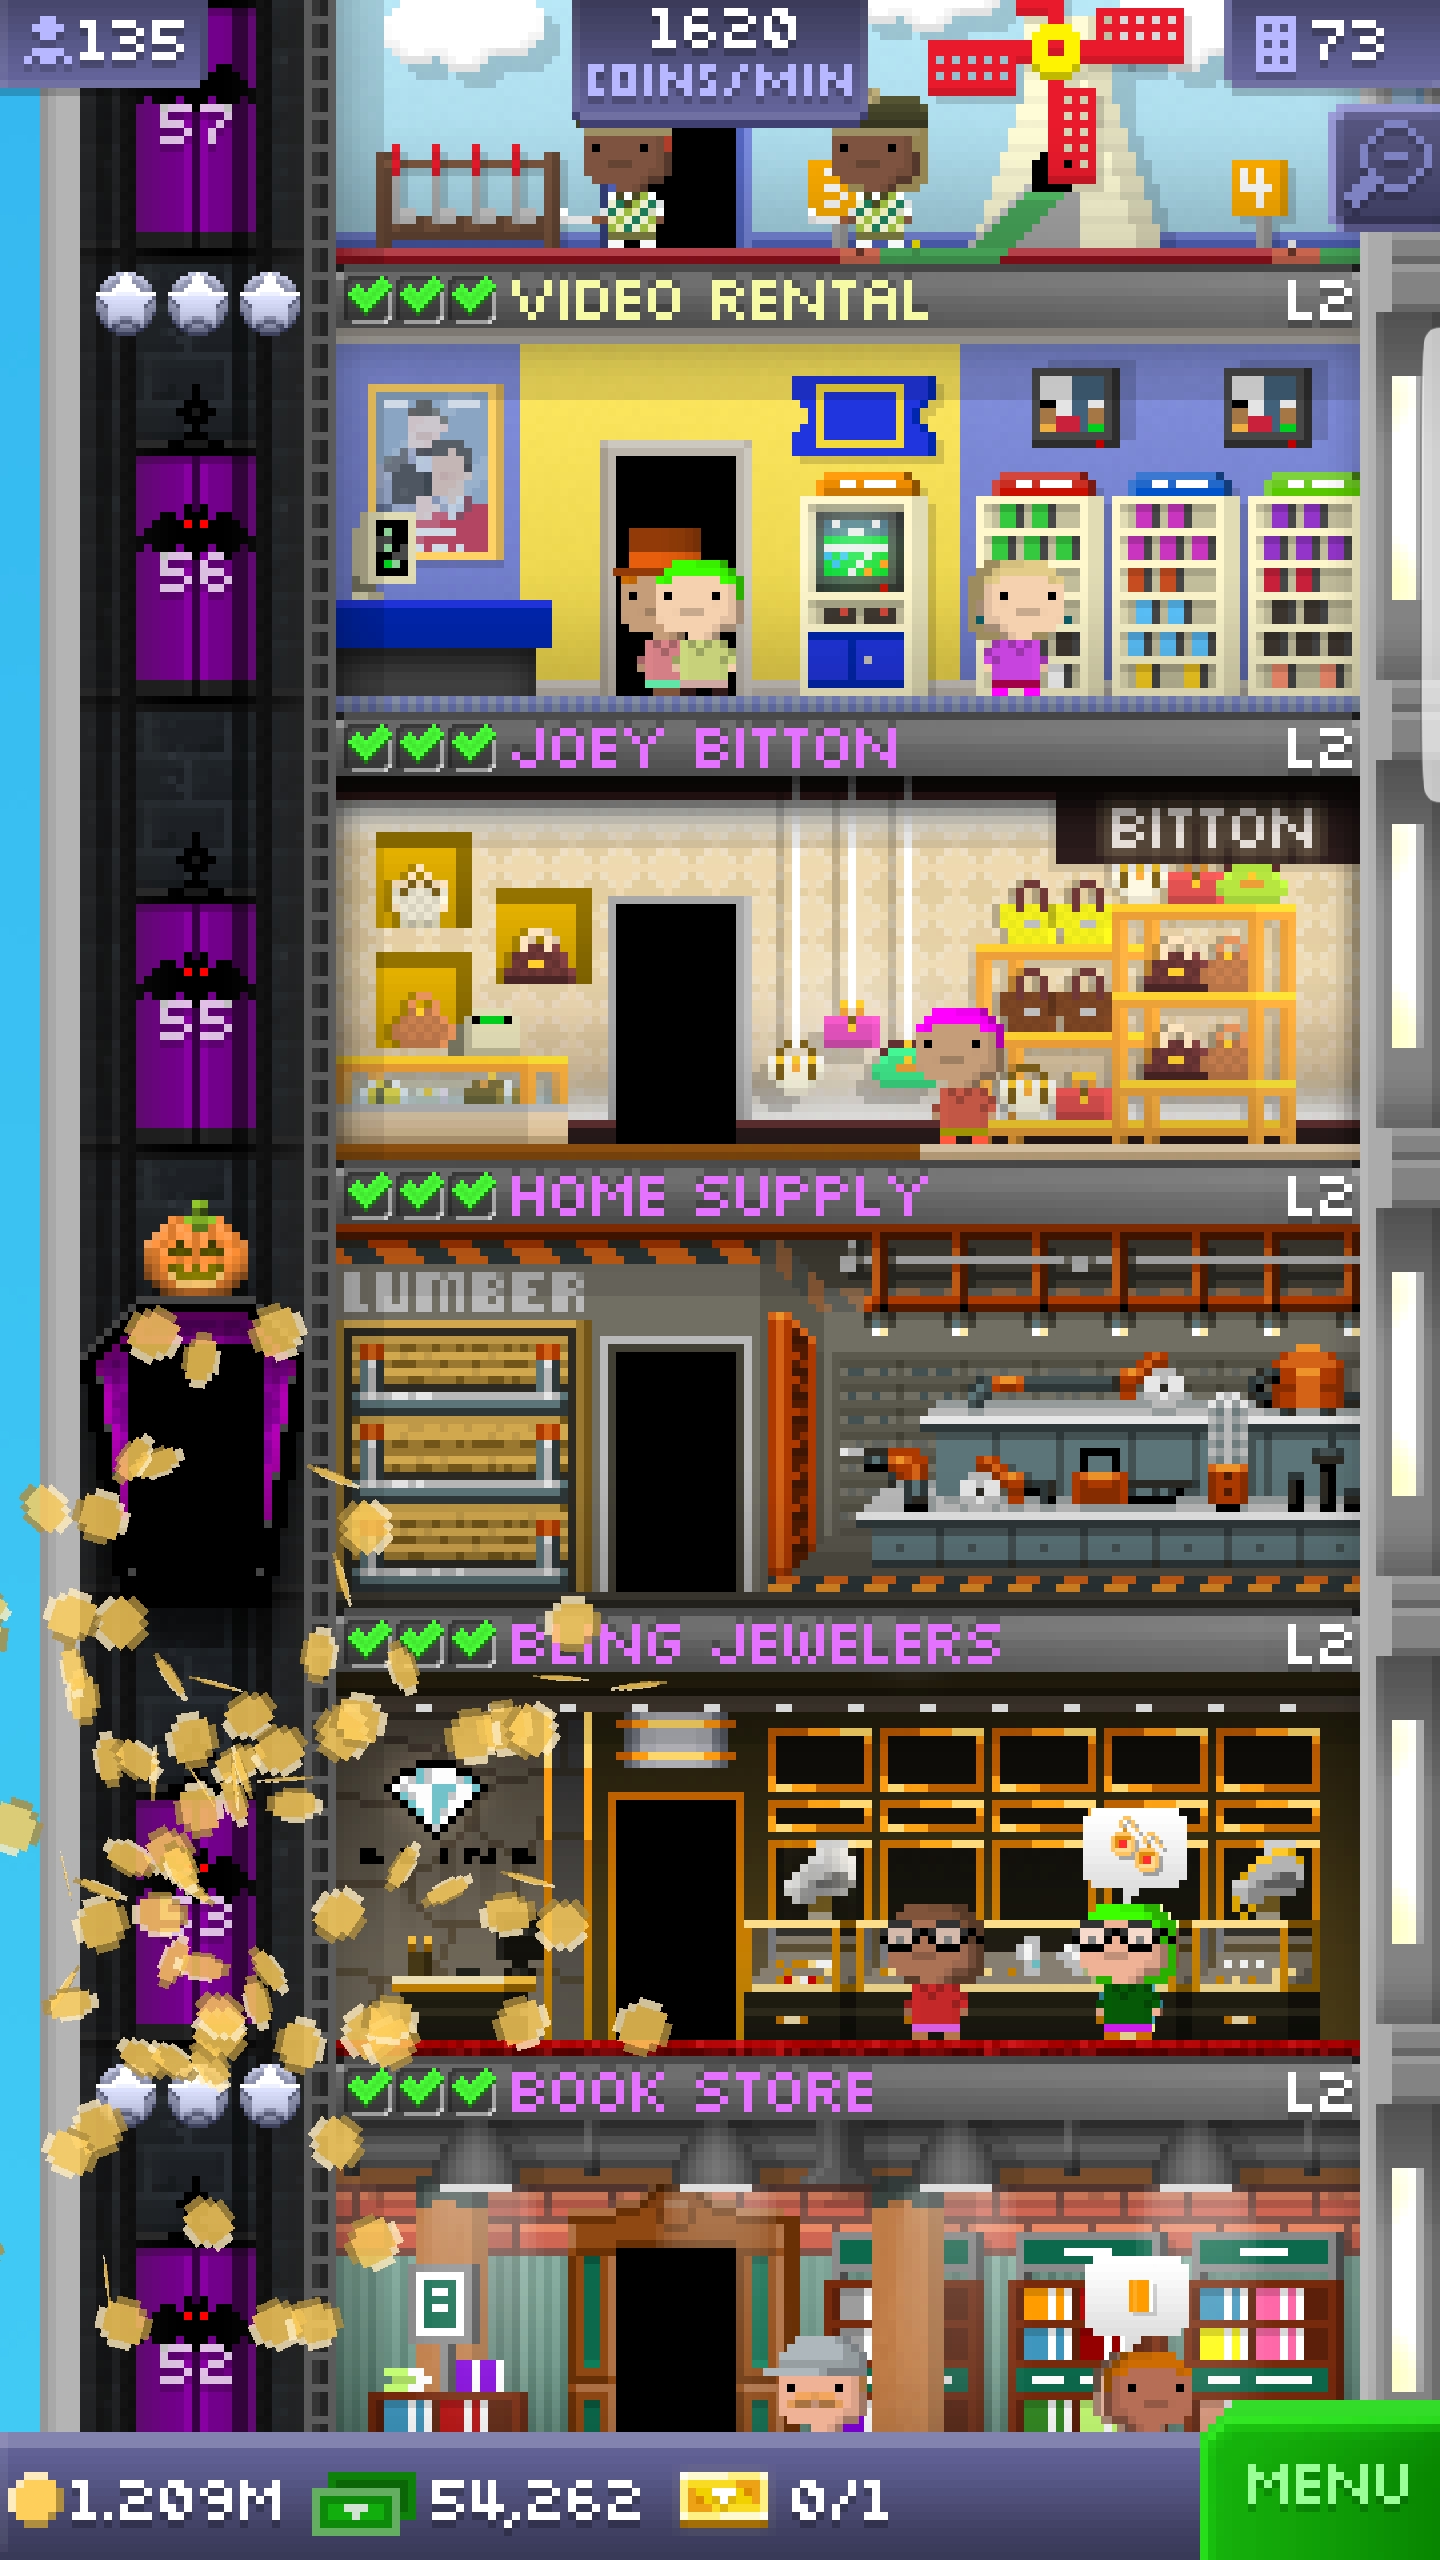 135
1620
COINS/MIN
73
57
4
VIDEO RENTAL
L2
56
JOEY BITTON
L2
BITTON
55
HOME SUPPLY
L2
LUMBER
BLING JEWELERS
L2
BOOK STORE
L2
52
1.209M
54,262
0/1
MENU